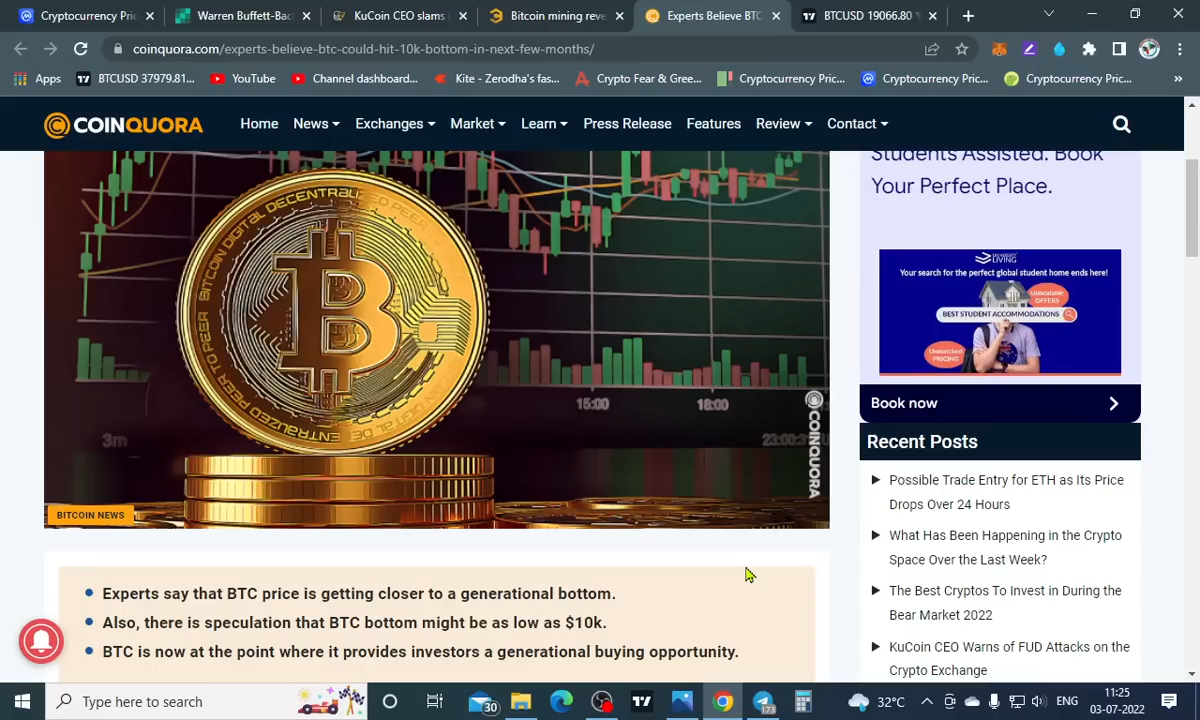 Cryptocurrency Pric
Warren Buffett-Bac
KuCoin CEO slams i
Bitcoin mining reve
Experts Believe BTC
BTCUSD 19066.80
coinquora.com/experts-believe-btc-could-hit-10k-bottom-in-next-few-months/
Apps
BTCUSD 37979.81...
YouTube
Channel dashboard...
Kite - Zerodha's fas...
Crypto Fear & Gree...
Cryptocurrency Pric...
Cryptocurrency Pric...
Cryptocurrency Pric...
COINQUORA
Home
News
Exchanges
Market
Learn
Press Release
Features
Review
Contact
BITCOIN DIGITAL DECENTRALIZED PEER
DECENTRALIZED PEER TO PEER
3m
15:00
18:00
COINQUORA
BITCOIN NEWS
Experts say that BTC price is getting closer to a generational bottom.
Also, there is speculation that BTC bottom might be as low as $10k.
BTC is now at the point where it provides investors a generational buying opportunity.
Students Assisted. Book
Your Perfect Place.
UNIVERSITY
LIVING
Your search for the perfect global student home ends here!
Unbeatable
OFFERS
BEST STUDENT ACCOMMODATIONS
Unmatched
PRICING
Book now
Recent Posts
Possible Trade Entry for ETH as Its Price
Drops Over 24 Hours
What Has Been Happening in the Crypto
Space Over the Last Week?
The Best Cryptos To Invest in During the
Bear Market 2022
KuCoin CEO Warns of FUD Attacks on the
Crypto Exchange
Type here to search
30
173
32°C
ENG
11:25
03-07-2022